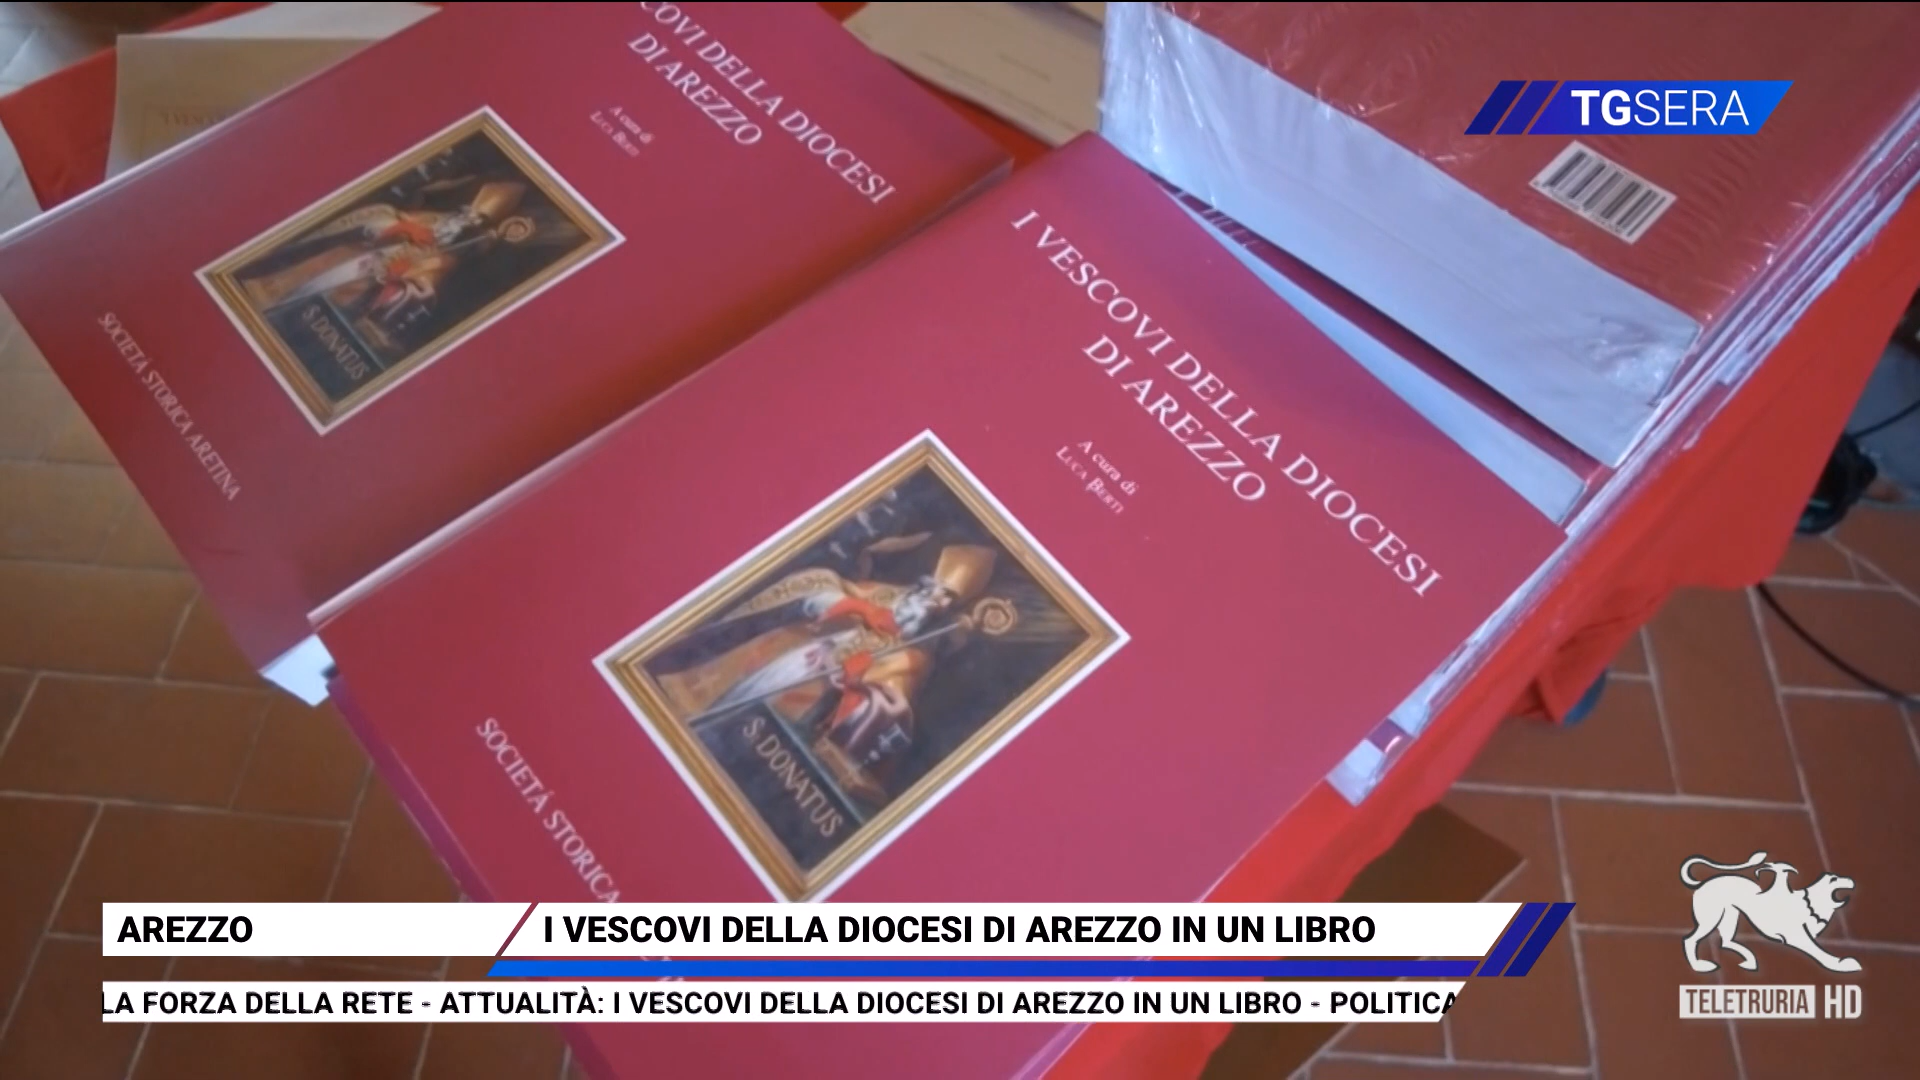 COVI DELLA DIOCESI
DI AREZZO
A cura di
LUCA BERTI
S. DONATUS
SOCIETÀ STORICA ARETINA
I VESCOVI DELLA DIOCESI
DI AREZZO
A cura di
LUCA BERTI
S. DONATUS
SOCIETÀ STORICA
TGSERA
AREZZO
I VESCOVI DELLA DIOCESI DI AREZZO IN UN LIBRO
LA FORZA DELLA RETE - ATTUALITÀ: I VESCOVI DELLA DIOCESI DI AREZZO IN UN LIBRO - POLITICA
TELETRURIA HD